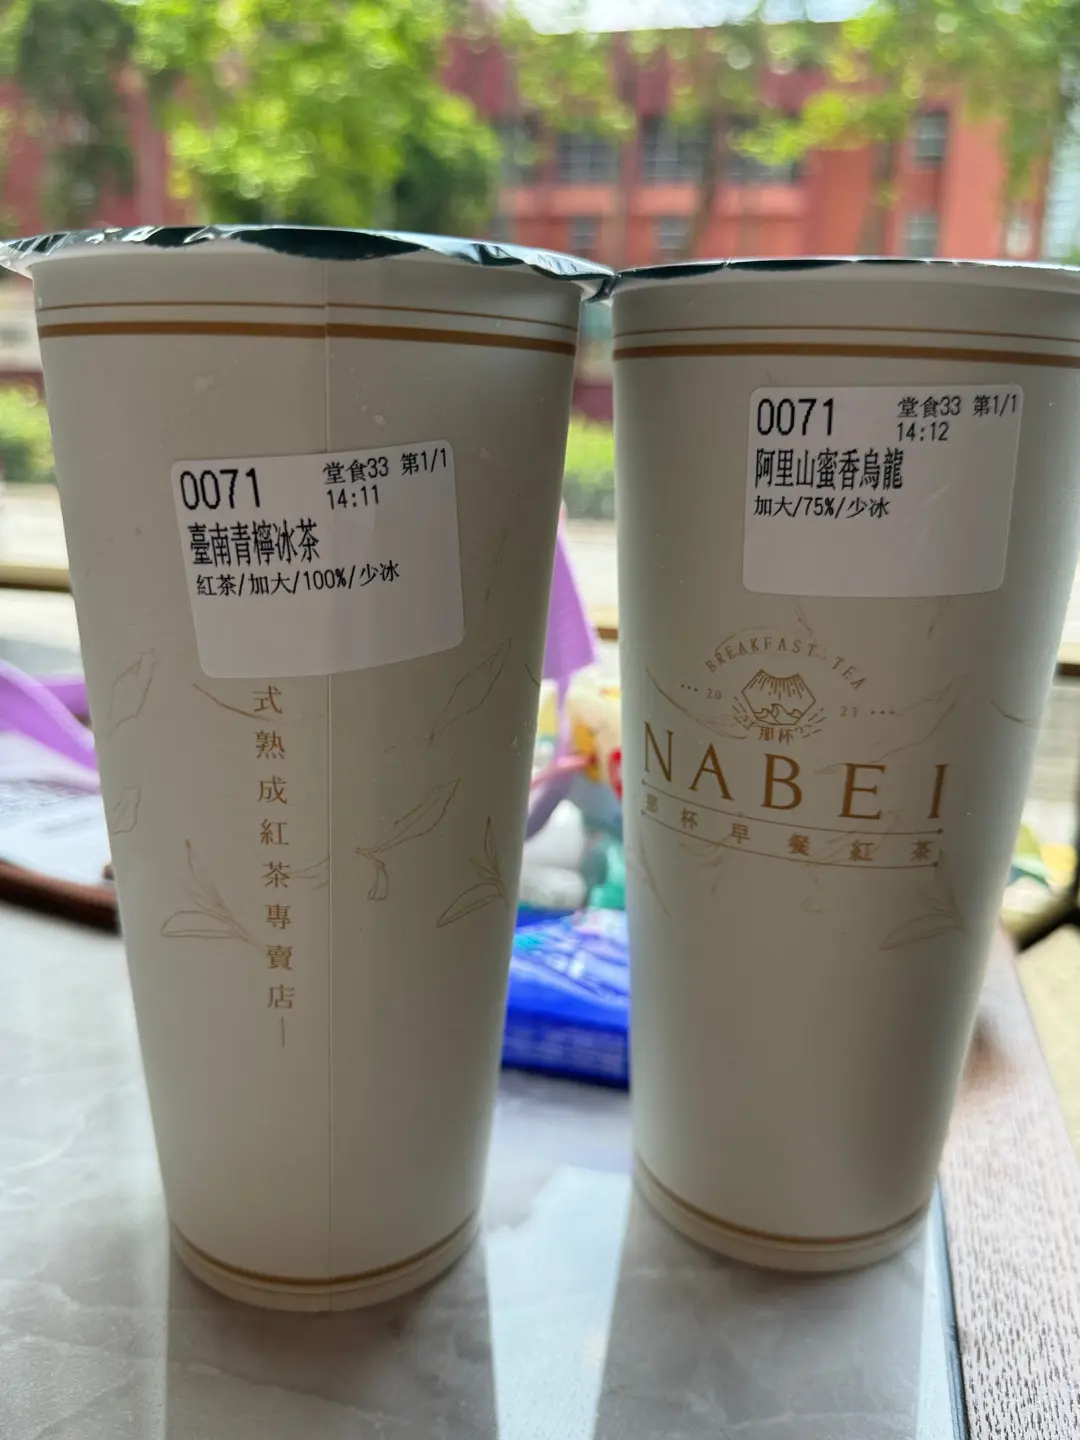 0071
堂食33 第1/1
14:11
臺南青檸冰茶
紅茶/加大/100%/少冰
式熟成紅茶專賣店
0071
堂食33 第1/1
14:12
阿里山蜜香烏龍
加大/75%/少冰
BREAKFAST TEA
20 21
那杯
NABEI
那杯早餐紅茶